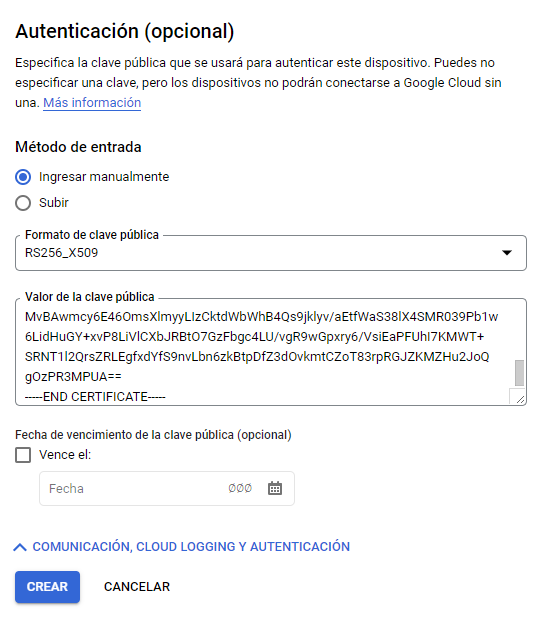 Autenticación (opcional)
Especifica la clave pública que se usará para autenticar este dispositivo. Puedes no
especificar una clave, pero los dispositivos no podrán conectarse a Google Cloud sin
una. Más información
Método de entrada
Ingresar manualmente
Subir
Formato de clave pública
RS256_X509
Valor de la clave pública
MvBAwmcy6E46OmsXlmyyLIzCktdWbWhB4Qs9jklyv/aEtfWaS38lX4SMR039Pb1w
6LidHuGY+xvP8LiVlCXbJRBtO7GzFbgc4LU/vgR9wGpxry6/VsiEaPFUhI7KMWT+
SRNT1l2QrsZRLEgfxdYfS9nvLbn6zkBtpDfZ3dOvkmtCZoT83rpRGJZKMZHu2JoQ
gOzPR3MPUA==
-----END CERTIFICATE-----
Fecha de vencimiento de la clave pública (opcional)
Vence el:
Fecha
COMUNICACIÓN, CLOUD LOGGING Y AUTENTICACIÓN
CREAR CANCELAR